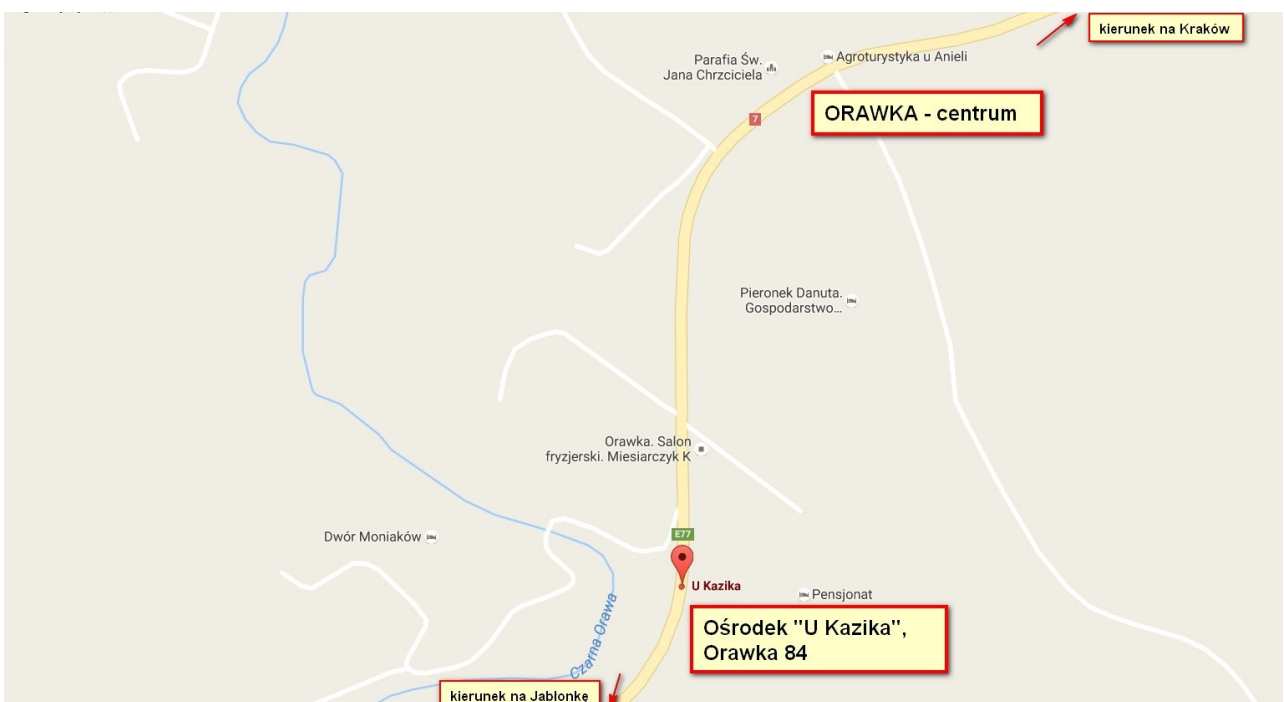 kierunek na Kraków
Parafia Św.
Jana Chrzciciela
Agroturystyka u Anieli
ORAWKA - centrum
7
Pieronek Danuta.
Gospodarstwo...
Orawka. Salon
fryzjerski. Miesiarczyk K
Dwór Moniaków
E77
U Kazika
Pensjonat
Czarna Orawa
Ośrodek "U Kazika",
Orawka 84
kierunek na Jabłonkę